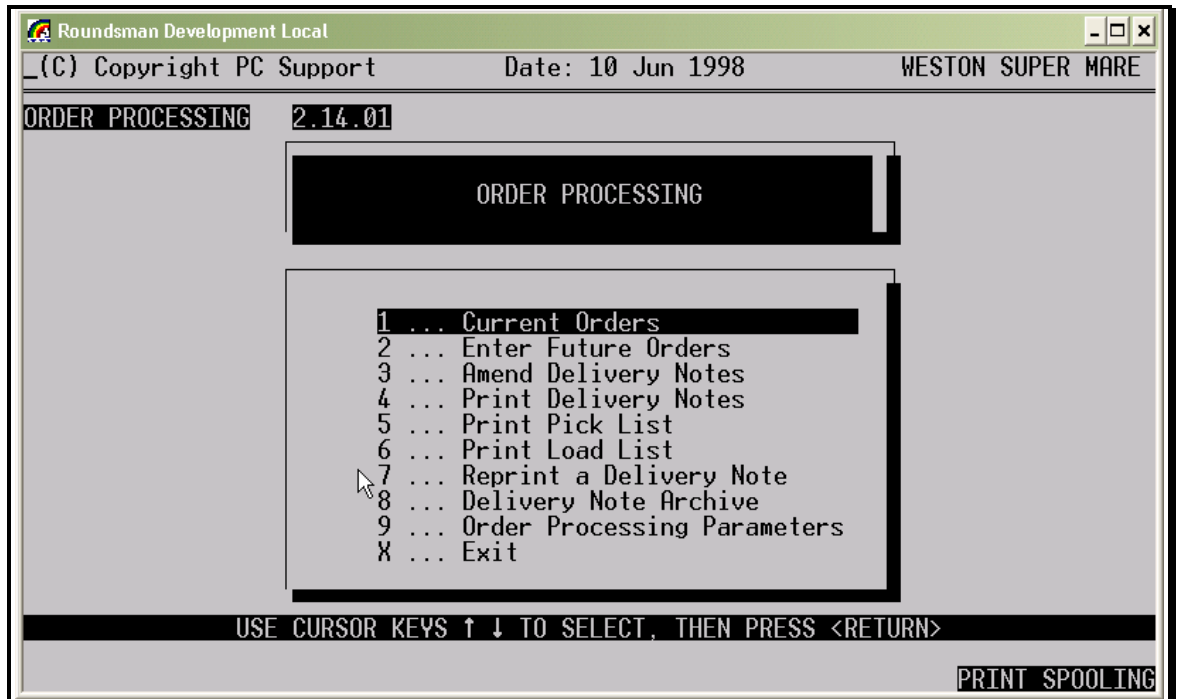 Roundsman Development Local
_(C) Copyright PC Support Date: 10 Jun 1998 WESTON SUPER MARE
ORDER PROCESSING 2.14.01
ORDER PROCESSING
1 ... Current Orders
2 ... Enter Future Orders
3 ... Amend Delivery Notes
4 ... Print Delivery Notes
5 ... Print Pick List
6 ... Print Load List
7 ... Reprint a Delivery Note
8 ... Delivery Note Archive
9 ... Order Processing Parameters
X ... Exit
USE CURSOR KEYS ↑ ↓ TO SELECT, THEN PRESS <RETURN>
PRINT SPOOLING